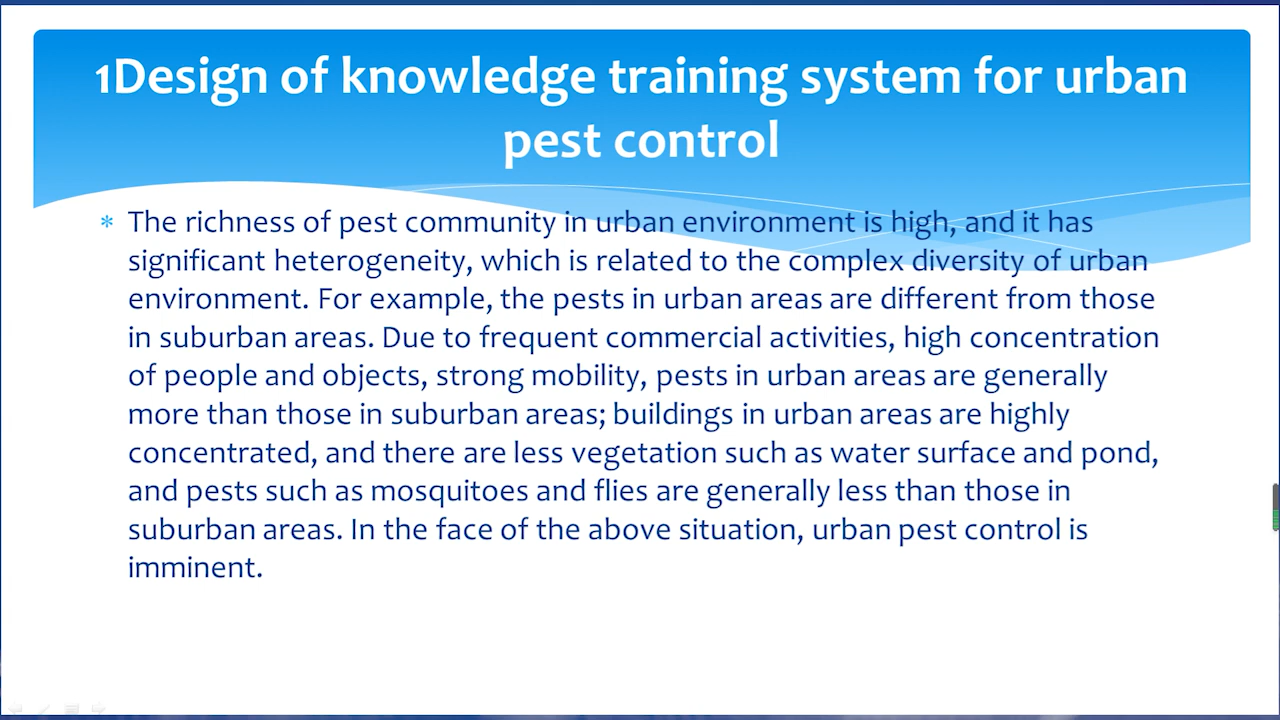 1Design of knowledge training system for urban
pest control
* The richness of pest community in urban environment is high, and it has
significant heterogeneity, which is related to the complex diversity of urban
environment. For example, the pests in urban areas are different from those
in suburban areas. Due to frequent commercial activities, high concentration
of people and objects, strong mobility, pests in urban areas are generally
more than those in suburban areas; buildings in urban areas are highly
concentrated, and there are less vegetation such as water surface and pond,
and pests such as mosquitoes and flies are generally less than those in
suburban areas. In the face of the above situation, urban pest control is
imminent.